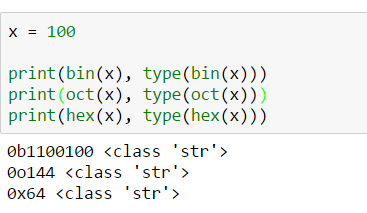 x = 100
print(bin(x), type(bin(x)))
print(oct(x), type(oct(x)))
print(hex(x), type(hex(x)))
0b1100100 <class 'str'>
0o144 <class 'str'>
0x64 <class 'str'>